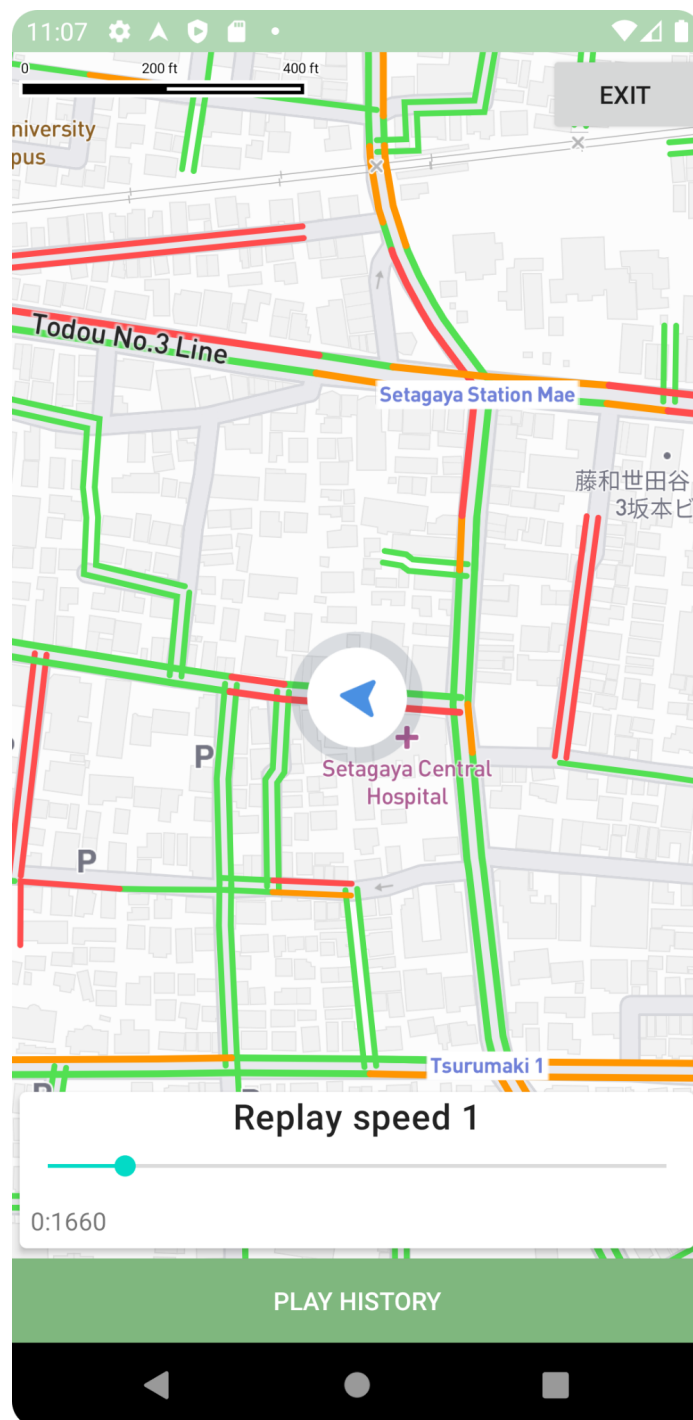 11:07
0 200 ft 400 ft
EXIT
niversity
pus
Todou No.3 Line
Setagaya Station Mae
藤和世田谷
3坂本ビ
P
Setagaya Central
Hospital
P
Tsurumaki 1
Replay speed 1
0:1660
PLAY HISTORY